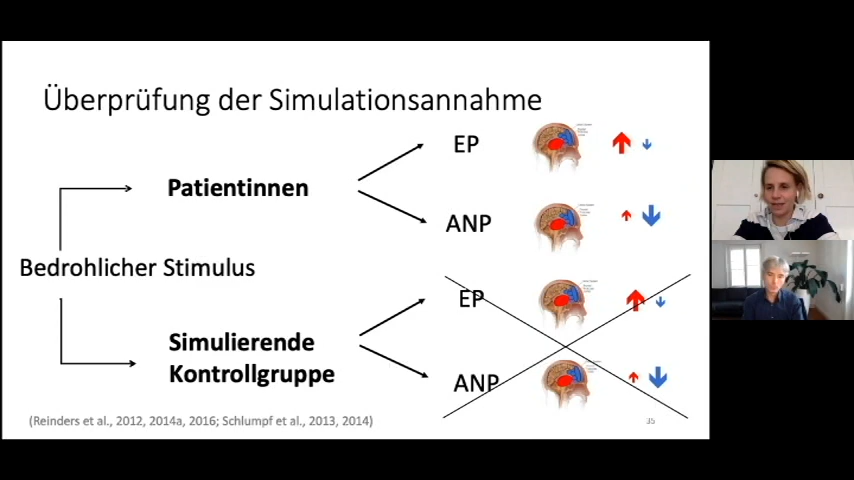 Überprüfung der Simulationsannahme
EP
Patientinnen
ANP
Bedrohlicher Stimulus
EP
Simulierende
Kontrollgruppe
ANP
(Reinders et al., 2012, 2014a, 2016; Schlumpf et al., 2013, 2014)
35